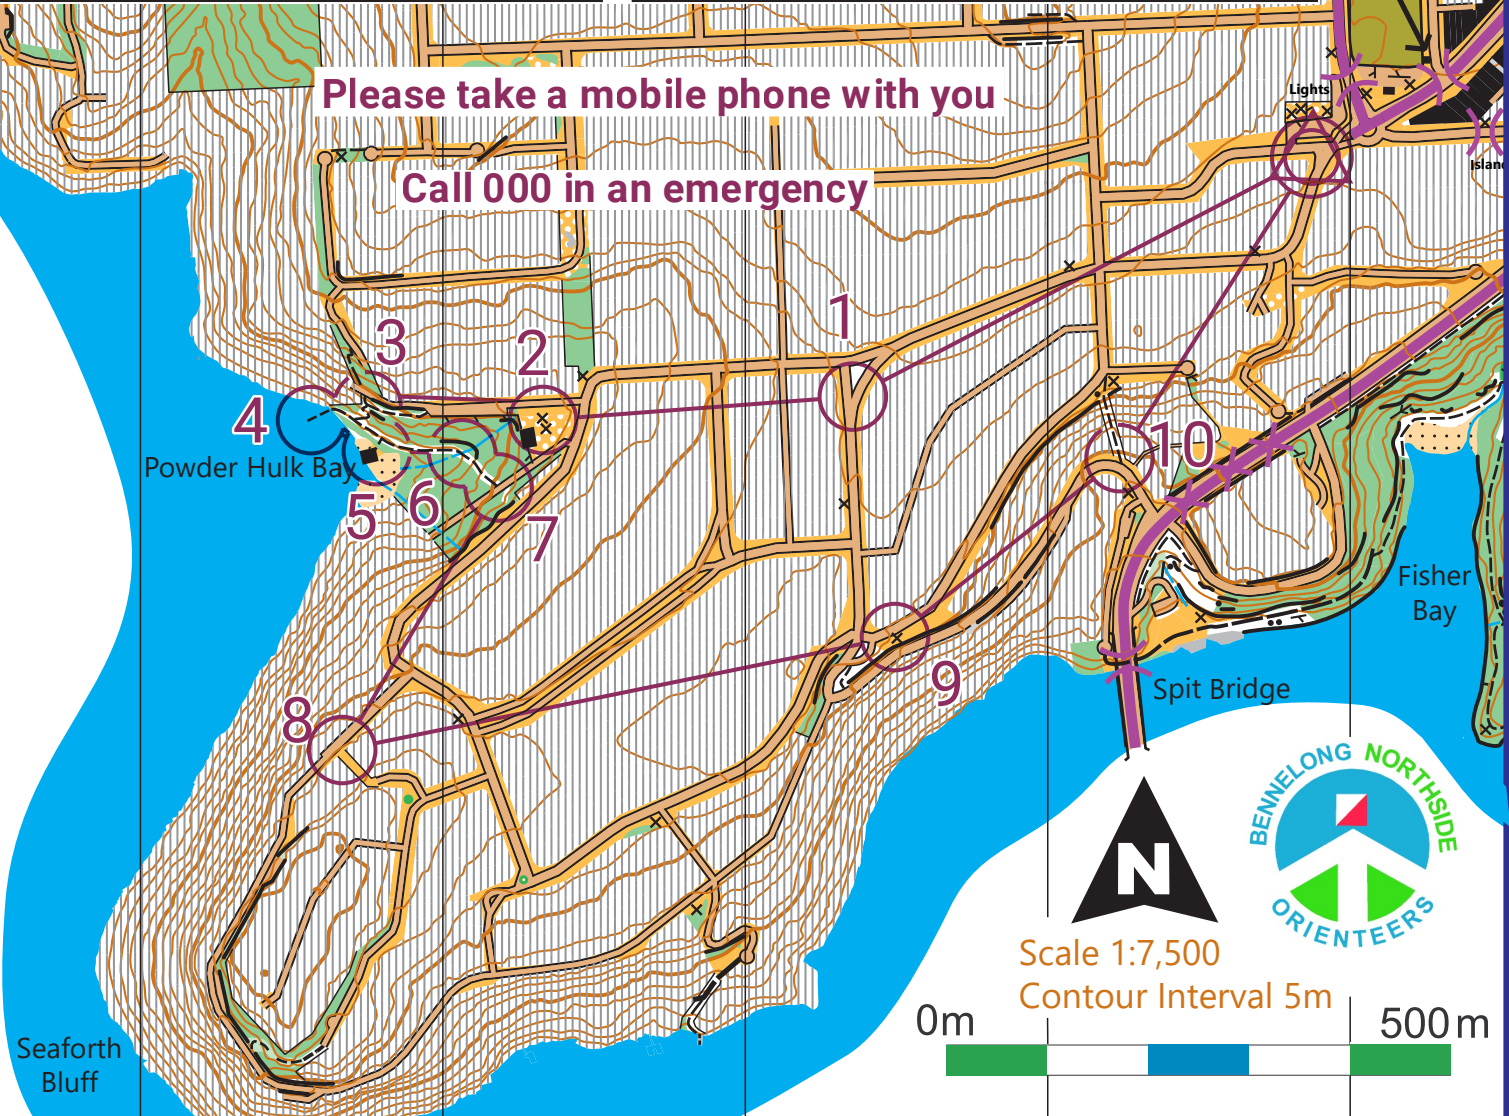 Please take a mobile phone with you
Lights
Island
Call 000 in an emergency
1
2
3
4
10
Powder Hulk Bay
5
6
7
Fisher
Bay
9
8
Spit Bridge
BENNELONG NORTHSIDE
ORIENTEERS
N
Scale 1:7,500
Contour Interval 5m
0m
500m
Seaforth
Bluff